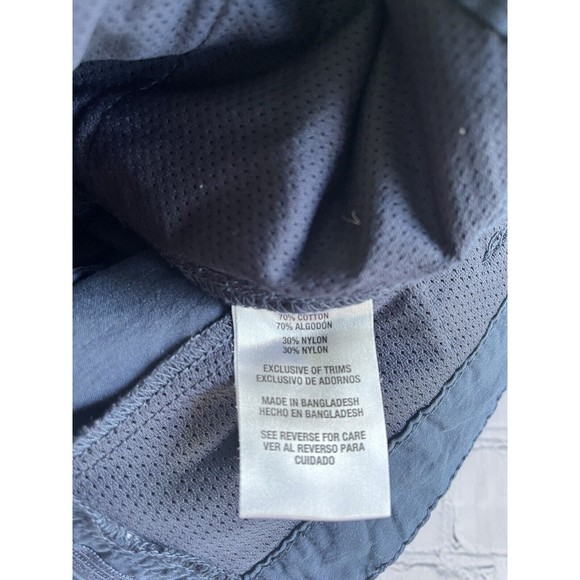 70% COTTON
70% ALGODÓN
30% NYLON
30% NYLON
EXCLUSIVE OF TRIMS
EXCLUSIVO DE ADORNOS
MADE IN BANGLADESH
HECHO EN BANGLADESH
SEE REVERSE FOR CARE
VER AL REVERSO PARA
CUIDADO